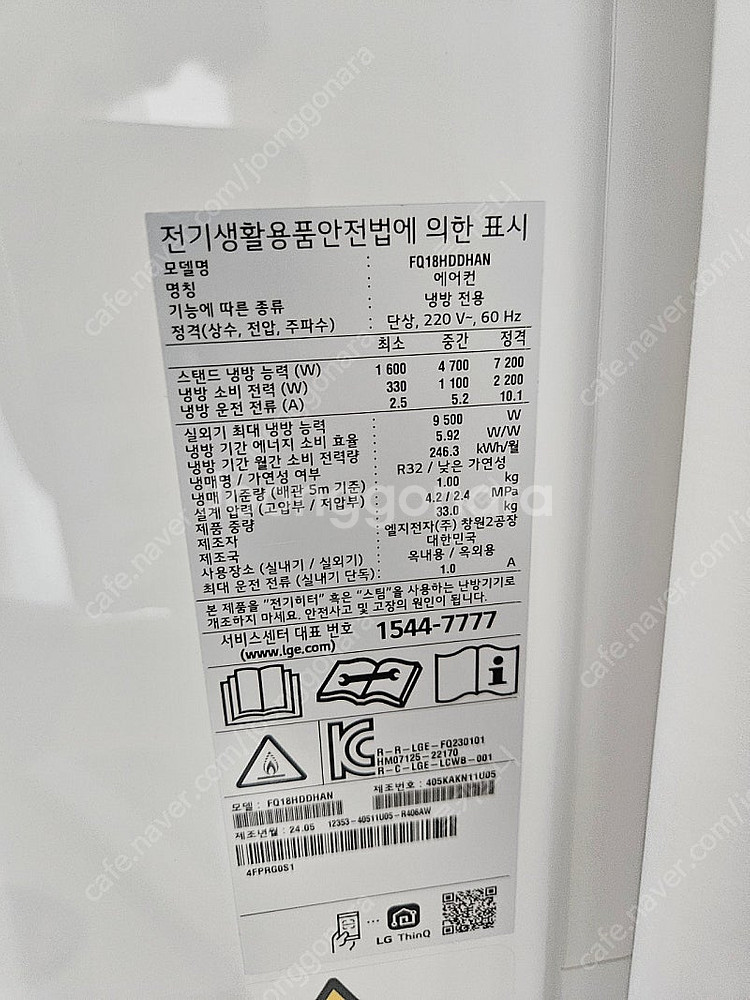 전기생활용품안전법에 의한 표시
모델명 : FQ18HDDHAN
명칭 : 에어컨
기능에 따른 종류 : 냉방 전용
정격(상수, 전압, 주파수) : 단상, 220 V~, 60 Hz
최소 중간 정격
스탠드 냉방 능력 (W) 1 600 4 700 7 200
냉방 소비 전력 (W) 330 1 100 2 200
냉방 운전 전류 (A) 2.5 5.2 10.1
실외기 최대 냉방 능력 : 9 500 W
냉방 기간 에너지 소비 효율 : 5.92 W/W
냉방 기간 월간 소비 전력량 : 246.3 kWh/월
냉매명 / 가연성 여부 : R32 / 낮은 가연성
냉매 기준량 (배관 5m 기준) : 1.00 kg
설계 압력 (고압부 / 저압부) : 4.2 / 2.4 MPa
제품 중량 : 33.0 kg
제조자 : 엘지전자(주) 창원2공장
제조국 : 대한민국
사용장소 (실내기 / 실외기) : 옥내용 / 옥외용
최대 운전 전류 (실내기 단독) : 1.0 A
본 제품을 "전기히터" 혹은 "스팀"을 사용하는 난방기기로
개조하지 마세요. 안전사고 및 고장의 원인이 됩니다.
서비스센터 대표 번호 1544-7777
(www.lge.com)
R-R-LGE-FQ230101
HM07125-22170
R-C-LGE-LCWB-001
모델 : FQ18HDDHAN 제조번호 : 405KAKN11U05
제조년월 : 24.05 12353-40511U05-R406AW
4FPRG0S1
LG ThinQ
cafe.naver.com/joonggonara
joonggonara